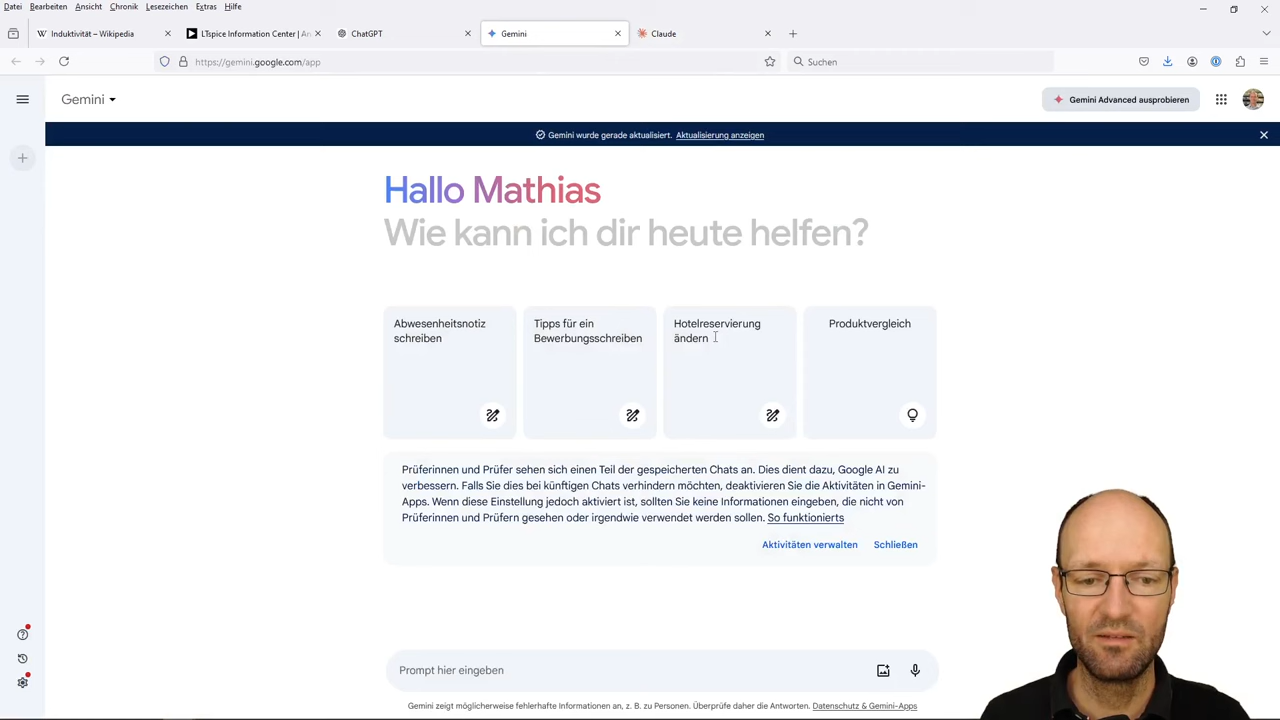 Datei Bearbeiten Ansicht Chronik Lesezeichen Extras Hilfe
W Induktivität – Wikipedia
LTspice Information Center | An
ChatGPT
Gemini
Claude
https://gemini.google.com/app
Suchen
Gemini
Gemini Advanced ausprobieren
Gemini wurde gerade aktualisiert. Aktualisierung anzeigen
Hallo Mathias
Wie kann ich dir heute helfen?
Abwesenheitsnotiz
schreiben
Tipps für ein
Bewerbungsschreiben
Hotelreservierung
ändern
Produktvergleich
Prüferinnen und Prüfer sehen sich einen Teil der gespeicherten Chats an. Dies dient dazu, Google AI zu
verbessern. Falls Sie dies bei künftigen Chats verhindern möchten, deaktivieren Sie die Aktivitäten in Gemini-
Apps. Wenn diese Einstellung jedoch aktiviert ist, sollten Sie keine Informationen eingeben, die nicht von
Prüferinnen und Prüfern gesehen oder irgendwie verwendet werden sollen. So funktionierts
Aktivitäten verwalten Schließen
Prompt hier eingeben
Gemini zeigt möglicherweise fehlerhafte Informationen an, z. B. zu Personen. Überprüfe daher die Antworten. Datenschutz & Gemini-Apps